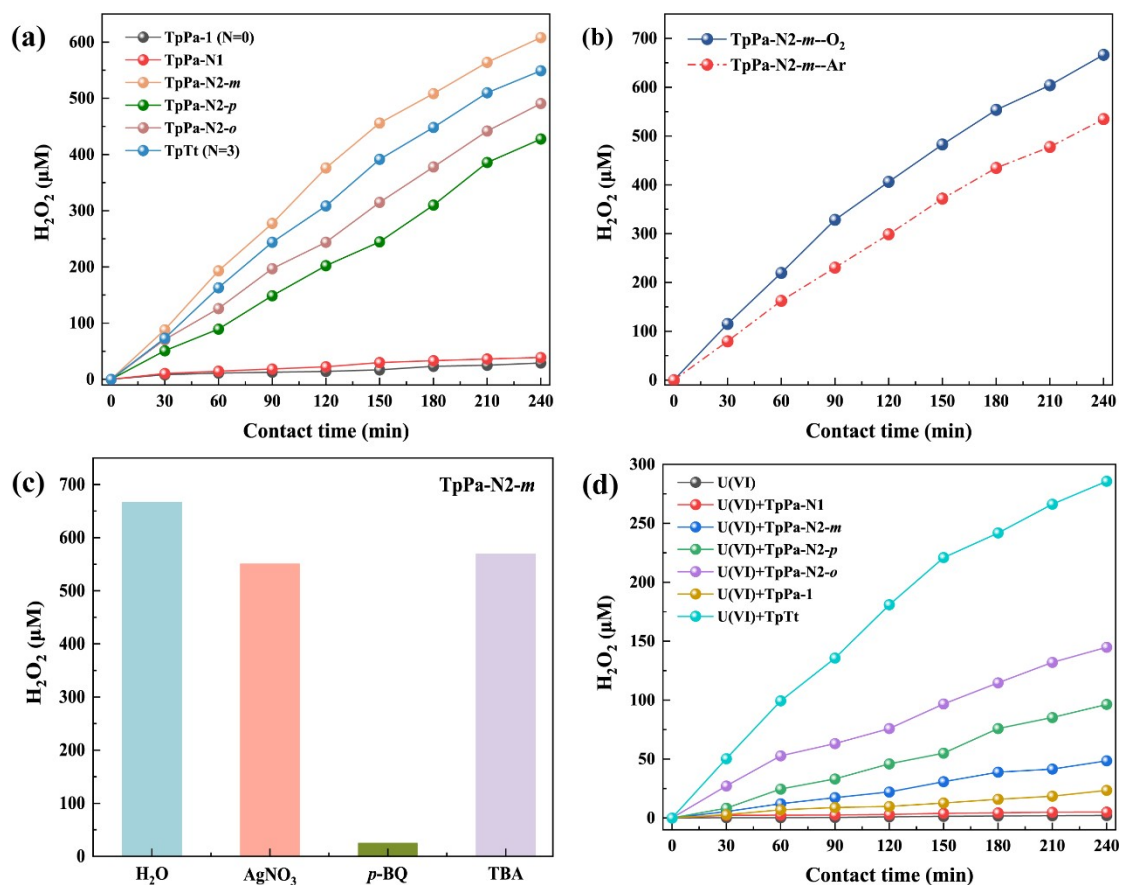 (a)
TpPa-1 (N=0)
TpPa-N1
TpPa-N2-m
TpPa-N2-p
TpPa-N2-o
TpTt (N=3)
H₂O₂ (μM)
600
500
400
300
200
100
0
0 30 60 90 120 150 180 210 240
Contact time (min)
(b)
TpPa-N2-m--O₂
TpPa-N2-m--Ar
H₂O₂ (μM)
700
600
500
400
300
200
100
0
0 30 60 90 120 150 180 210 240
Contact time (min)
(c)
TpPa-N2-m
H₂O₂ (μM)
700
600
500
400
300
200
100
0
H₂O AgNO₃ p-BQ TBA
(d)
U(VI)
U(VI)+TpPa-N1
U(VI)+TpPa-N2-m
U(VI)+TpPa-N2-p
U(VI)+TpPa-N2-o
U(VI)+TpPa-1
U(VI)+TpTt
H₂O₂ (μM)
300
250
200
150
100
50
0
0 30 60 90 120 150 180 210 240
Contact time (min)